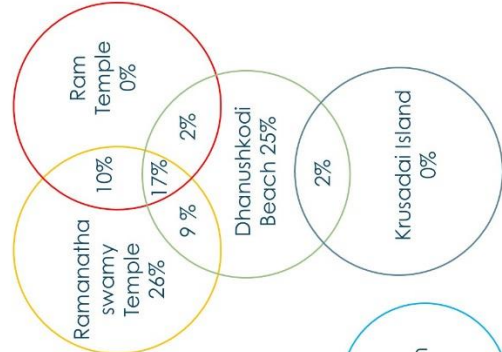 Ram
Temple
0%
10%
2%
17%
Ramanatha
swamy
Temple
26%
9 %
Dhanushkodi
Beach 25%
2%
Krusadai Island
0%